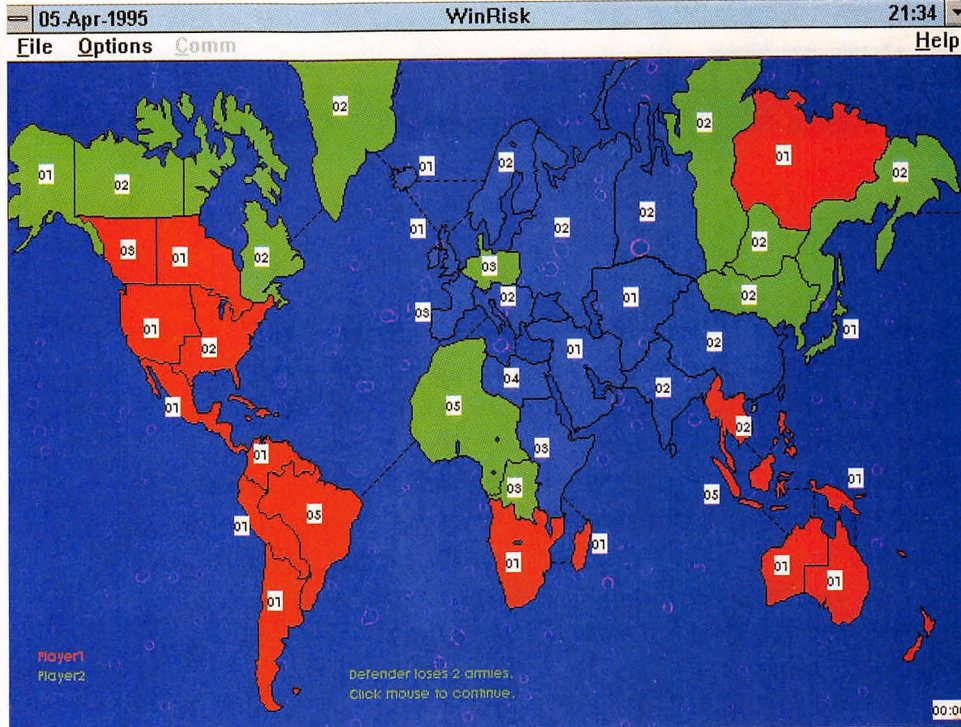 05-Apr-1995 WinRisk 21:34
File Options Comm Help
02
01 02 02
01 02 01 02
01 02 02
03 01 02 03 02
02 02
01 02 03 01 01
02 01 02 04 02
01 05 02
01 03 02
05 03 05 01
01 01 01
01 01 01
Player1
Player2
Defender loses 2 armies.
Click mouse to continue.